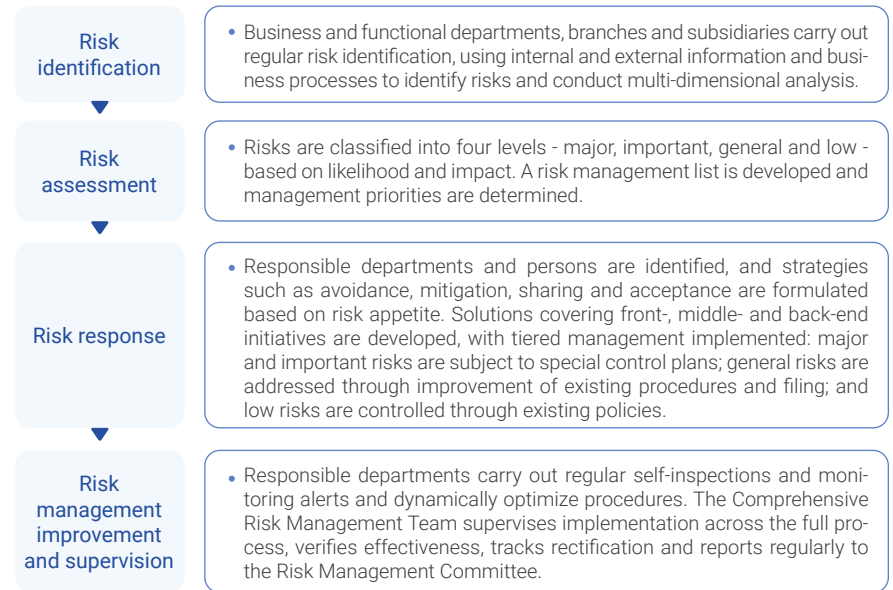 Risk
identification
• Business and functional departments, branches and subsidiaries carry out
regular risk identification, using internal and external information and busi-
ness processes to identify risks and conduct multi-dimensional analysis.
Risk
assessment
• Risks are classified into four levels - major, important, general and low -
based on likelihood and impact. A risk management list is developed and
management priorities are determined.
Risk response
• Responsible departments and persons are identified, and strategies
such as avoidance, mitigation, sharing and acceptance are formulated
based on risk appetite. Solutions covering front-, middle- and back-end
initiatives are developed, with tiered management implemented: major
and important risks are subject to special control plans; general risks are
addressed through improvement of existing procedures and filing; and
low risks are controlled through existing policies.
Risk
management
improvement
and supervision
• Responsible departments carry out regular self-inspections and moni-
toring alerts and dynamically optimize procedures. The Comprehensive
Risk Management Team supervises implementation across the full pro-
cess, verifies effectiveness, tracks rectification and reports regularly to
the Risk Management Committee.